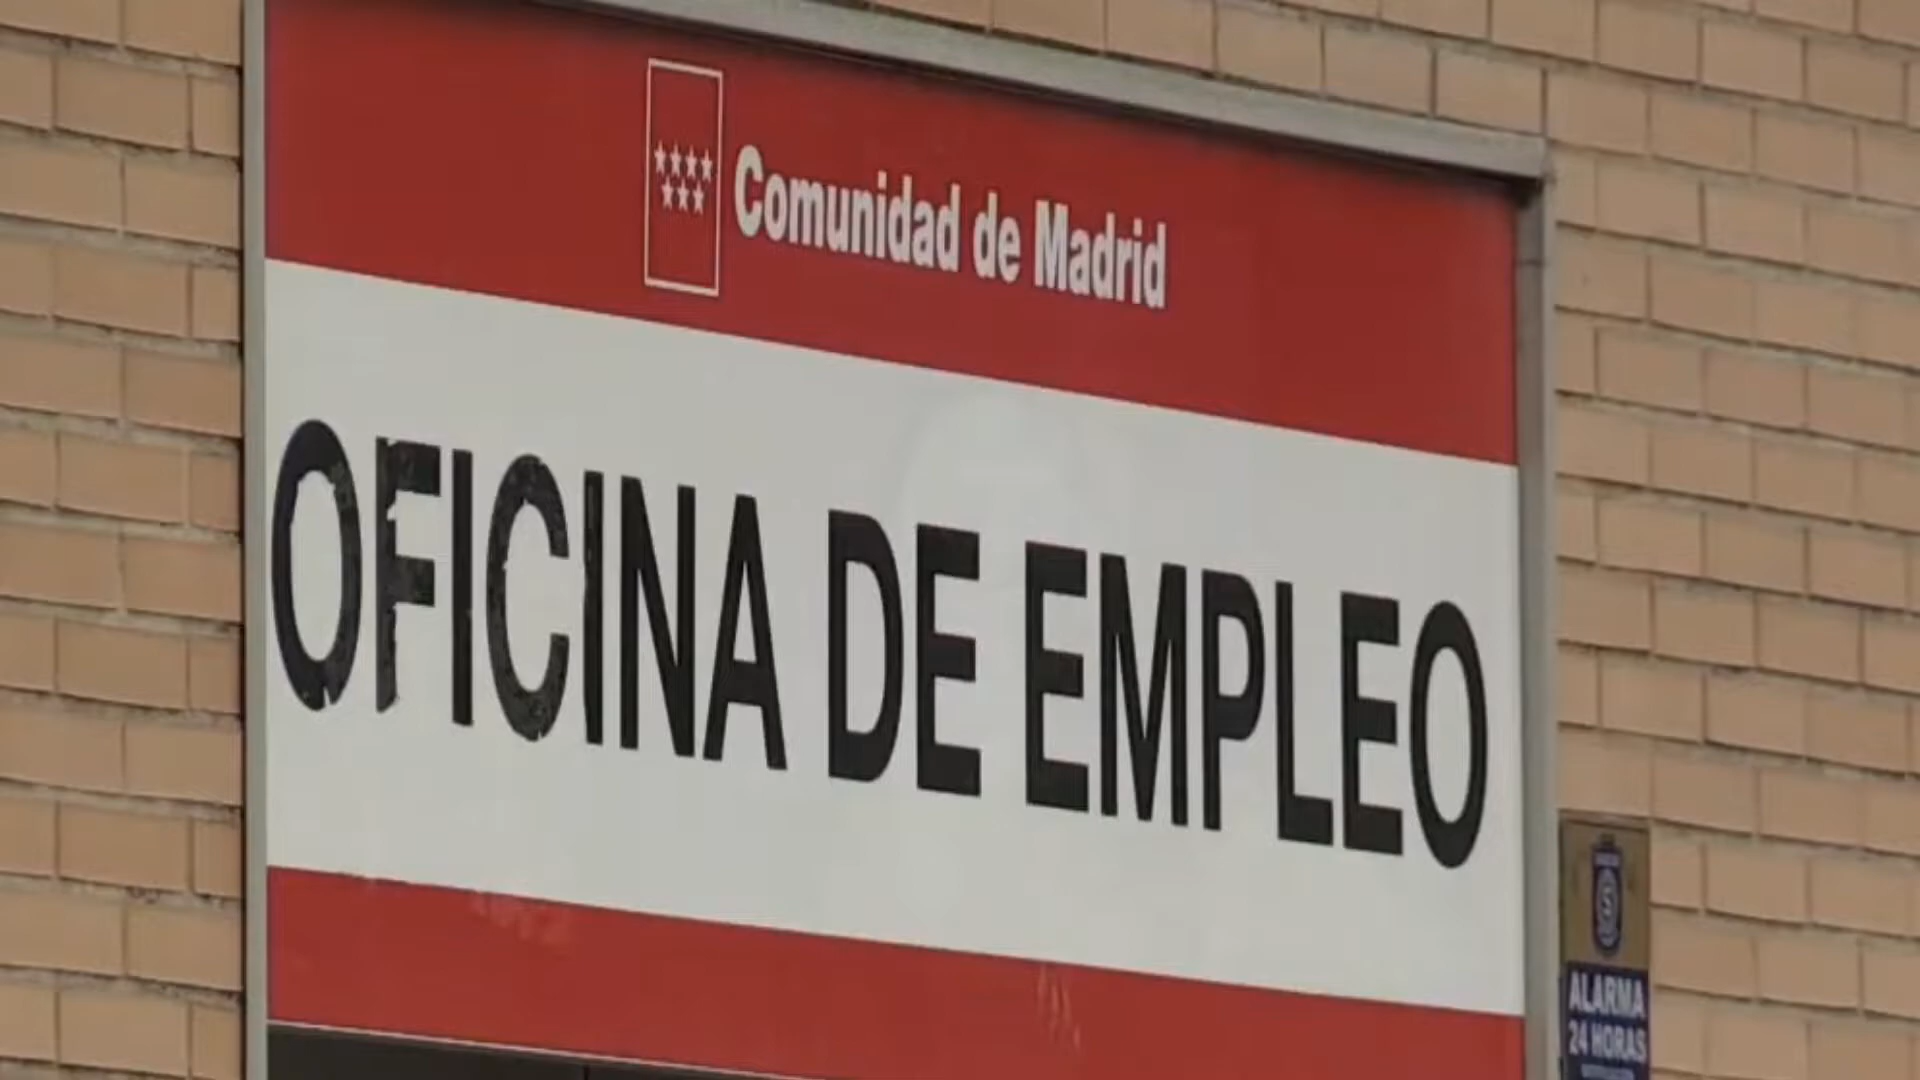 Comunidad de Madrid
OFICINA DE EMPLEO
ALARMA
24 HORAS